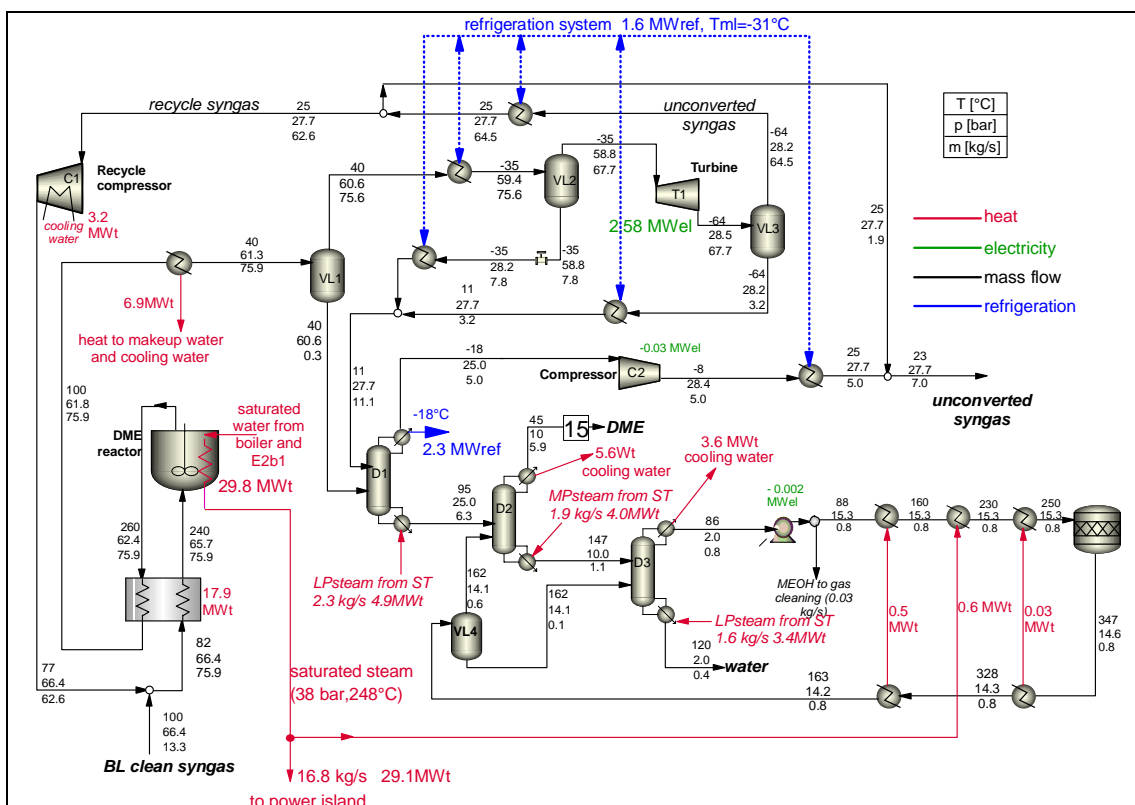 refrigeration system 1.6 MWref, Tml=-31°C
recycle syngas
25
27.7
62.6
25
27.7
64.5
unconverted
syngas
-64
28.2
64.5
T [°C]
p [bar]
m [kg/s]
C1
Recycle
compressor
cooling
water
3.2
MWt
40
60.6
75.6
-35
59.4
75.6
VL2
-35
58.8
67.7
Turbine
T1
2.58 MWel
-64
28.5
67.7
VL3
25
27.7
1.9
heat
electricity
mass flow
refrigeration
40
61.3
75.9
VL1
-35
28.2
7.8
-35
58.8
7.8
-64
28.2
3.2
6.9MWt
heat to makeup water
and cooling water
40
60.6
0.3
11
27.7
3.2
11
27.7
11.1
-18
25.0
5.0
-0.03 MWel
Compressor
C2
-8
28.4
5.0
25
27.7
5.0
23
27.7
7.0
unconverted
syngas
100
61.8
75.9
DME
reactor
saturated
water from
boiler and
E2b1
29.8 MWt
-18°C
2.3 MWref
D1
45
10
5.9
15
DME
5.6Wt
cooling water
3.6 MWt
cooling water
95
25.0
6.3
D2
MPsteam from ST
1.9 kg/s 4.0MWt
- 0.002
MWel
88
15.3
0.8
160
15.3
0.8
230
15.3
0.8
250
15.3
0.8
260
62.4
75.9
240
65.7
75.9
LPsteam from ST
2.3 kg/s 4.9MWt
147
10.0
1.1
D3
86
2.0
0.8
MEOH to gas
cleaning (0.03
kg/s)
0.5
MWt
0.6 MWt
0.03
MWt
347
14.6
0.8
17.9
MWt
162
14.1
0.6
VL4
162
14.1
0.1
LPsteam from ST
1.6 kg/s 3.4MWt
120
2.0
0.4
water
77
66.4
62.6
82
66.4
75.9
saturated steam
(38 bar,248°C)
163
14.2
0.8
328
14.3
0.8
100
66.4
13.3
BL clean syngas
16.8 kg/s 29.1MWt
to power island